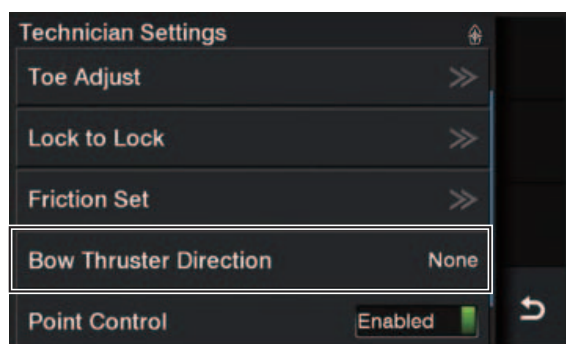 Technician Settings
Toe Adjust
Lock to Lock
Friction Set
Bow Thruster Direction None
Point Control Enabled